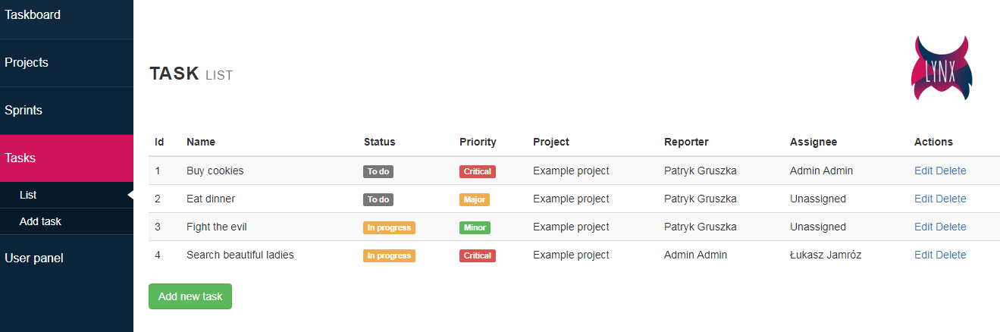 Taskboard
Projects
Sprints
Tasks
List
Add task
User panel
TASK LIST
LYNX
Id Name Status Priority Project Reporter Assignee Actions
1 Buy cookies To do Critical Example project Patryk Gruszka Admin Admin Edit Delete
2 Eat dinner To do Major Example project Patryk Gruszka Unassigned Edit Delete
3 Fight the evil In progress Minor Example project Patryk Gruszka Unassigned Edit Delete
4 Search beautiful ladies In progress Critical Example project Admin Admin Łukasz Jamróz Edit Delete
Add new task